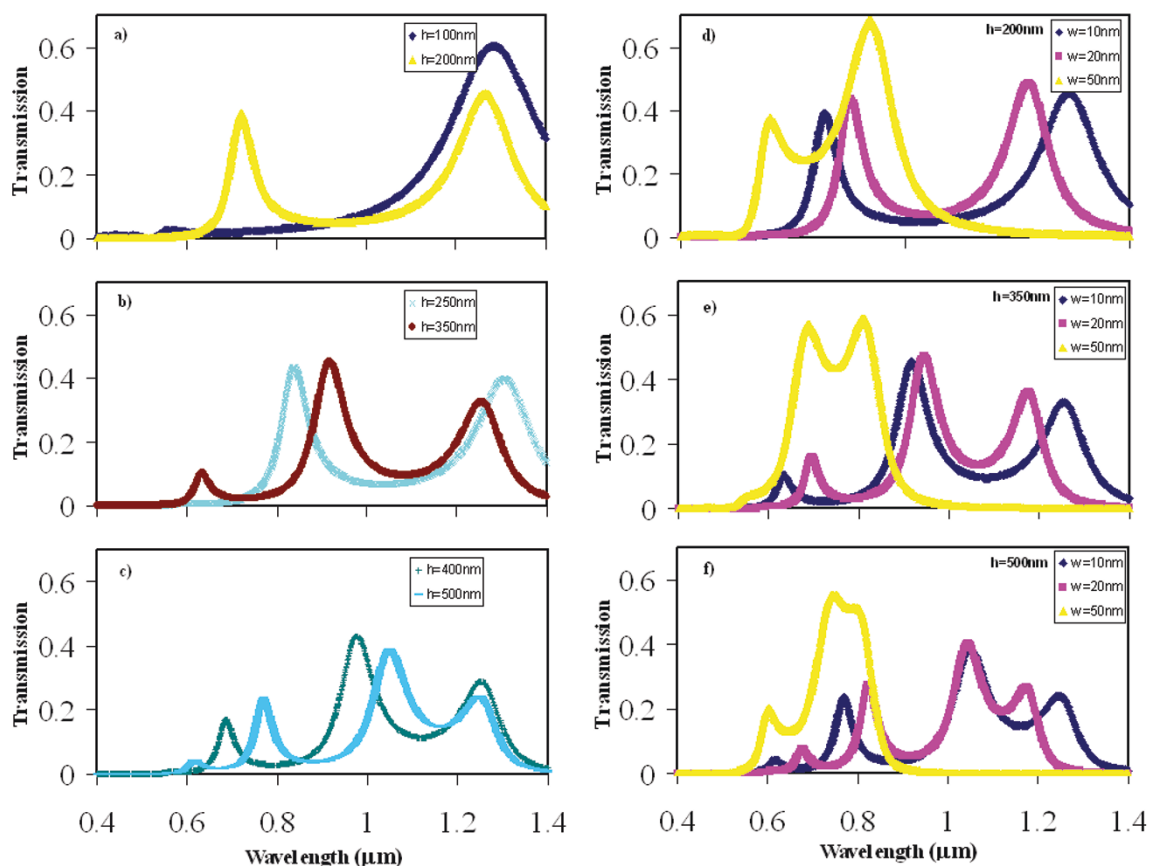 a)
h=100nm
h=200nm
Transmission
0.6
0.4
0.2
0
b)
h=250nm
h=350nm
Transmission
0.6
0.4
0.2
0
c)
h=400nm
h=500nm
Transmission
0.6
0.4
0.2
0
0.4 0.6 0.8 1 1.2 1.4
Wavelength (μm)
d)
h=200nm
w=10nm
w=20nm
w=50nm
Transmission
0.6
0.4
0.2
0
e)
h=350nm
w=10nm
w=20nm
w=50nm
Transmission
0.6
0.4
0.2
0
f)
h=500nm
w=10nm
w=20nm
w=50nm
Transmission
0.6
0.4
0.2
0
0.4 0.6 0.8 1 1.2 1.4
Wavelength (μm)